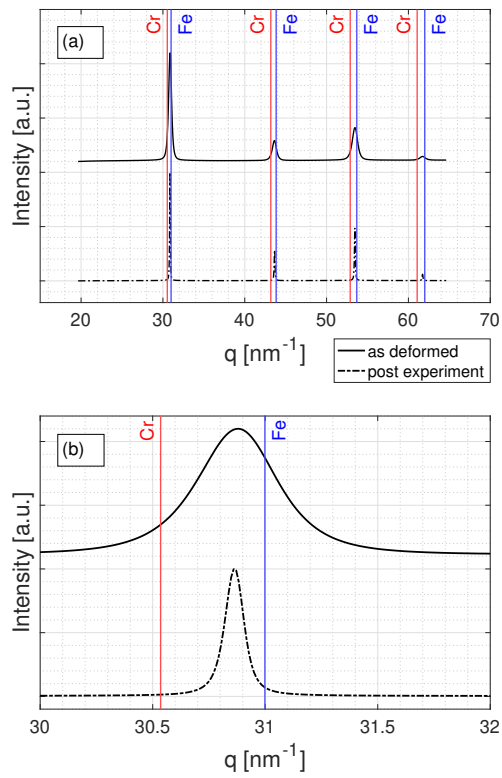 (a)
Cr Fe Cr Fe Cr Fe Cr Fe
Intensity [a.u.]
20 30 40 50 60 70
q [nm⁻¹]
as deformed
post experiment
(b)
Cr Fe
Intensity [a.u.]
30 30.5 31 31.5 32
q [nm⁻¹]